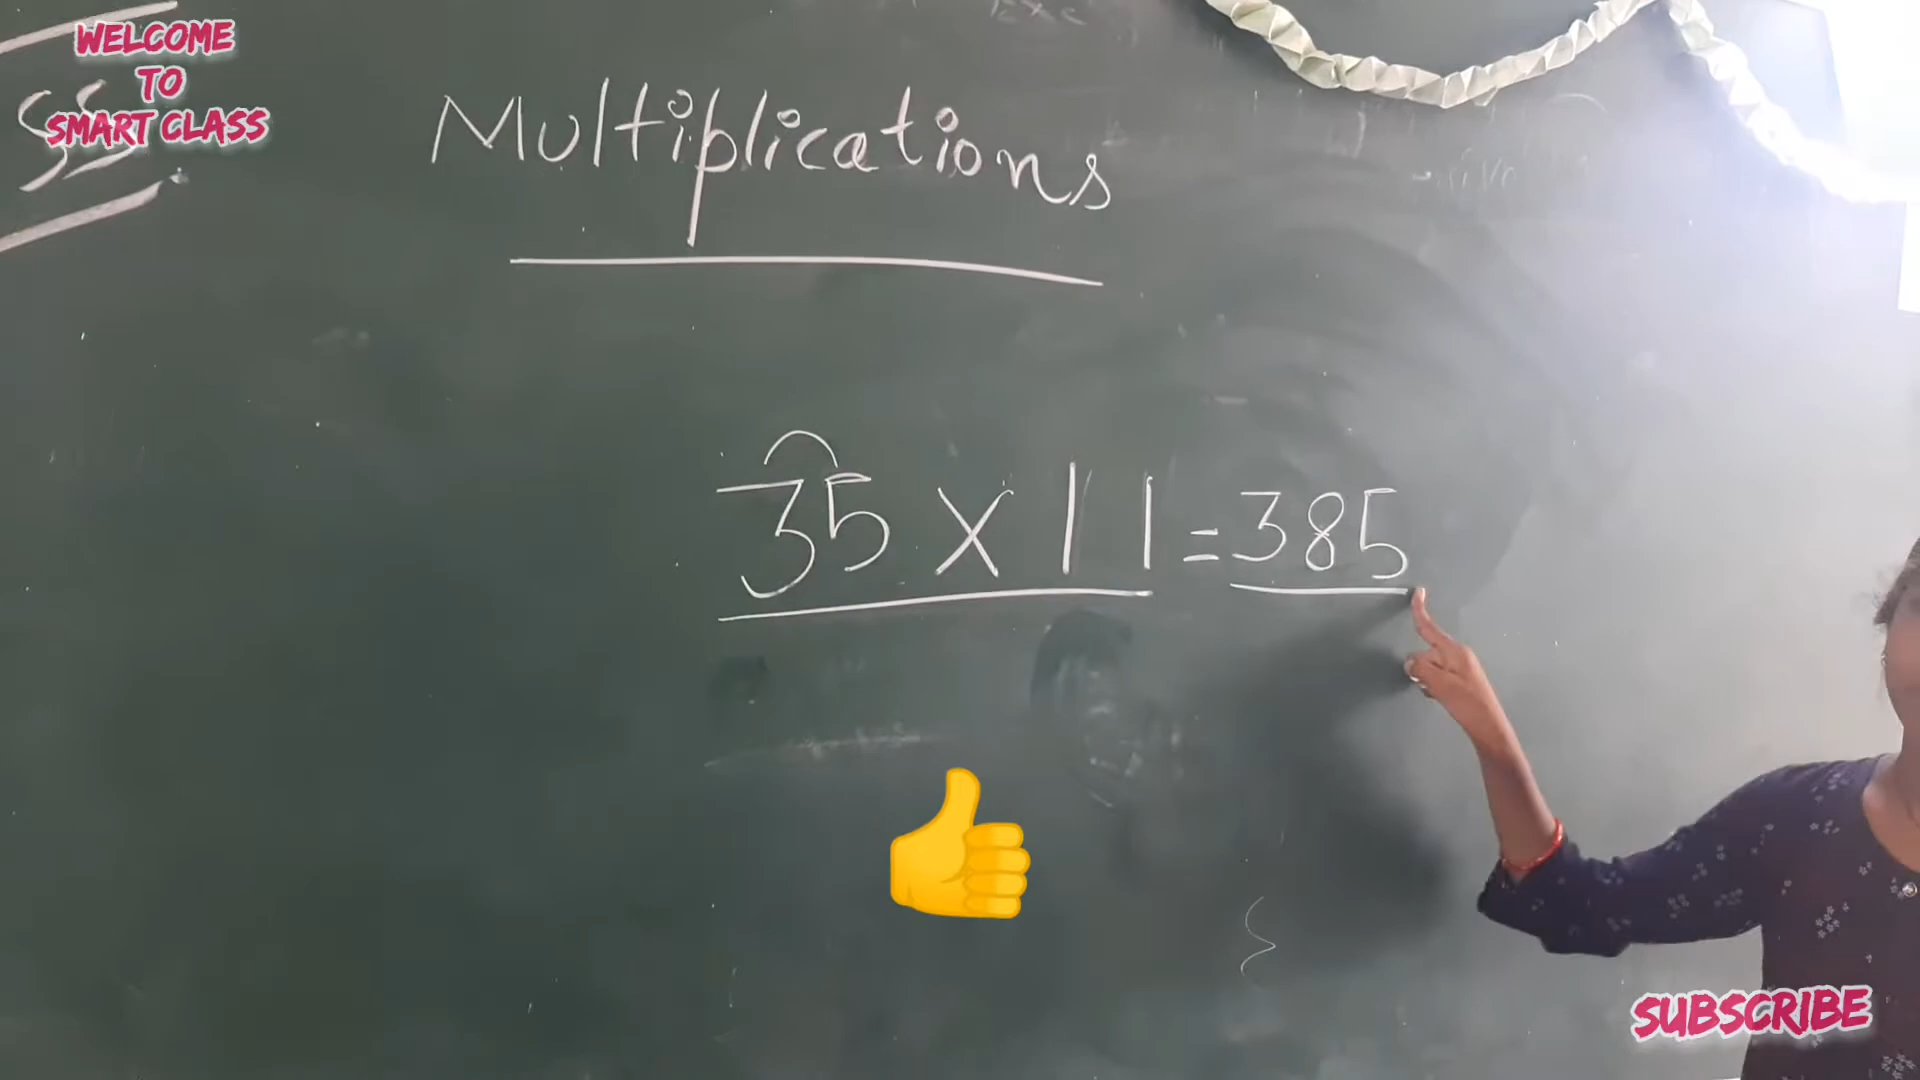 WELCOME
TO
SMART CLASS
Multiplications
35 X 11 = 385
SUBSCRIBE